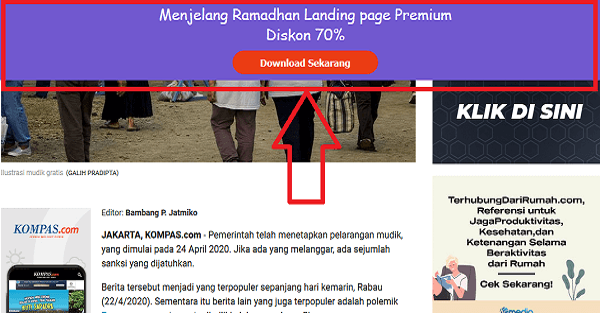 Menjelang Ramadhan Landing page Premium
Diskon 70%
Download Sekarang
KLIK DI SINI
Ilustrasi mudik gratis (GALIH PRADIPTA)
KOMPAS.com
Editor: Bambang P. Jatmiko
JAKARTA, KOMPAS.com - Pemerintah telah menetapkan pelarangan mudik,
yang dimulai pada 24 April 2020. Jika ada yang melanggar, ada sejumlah
sanksi yang dijatuhkan.
Berita tersebut menjadi yang terpopuler sepanjang hari kemarin, Rabau
(22/4/2020). Sementara itu berita lain yang juga terpopuler adalah polemik
TerhubungDariRumah.com,
Referensi untuk
JagaProduktivitas,
Kesehatan,dan
Ketenangan Selama
Beraktivitas
dari Rumah
Cek Sekarang!